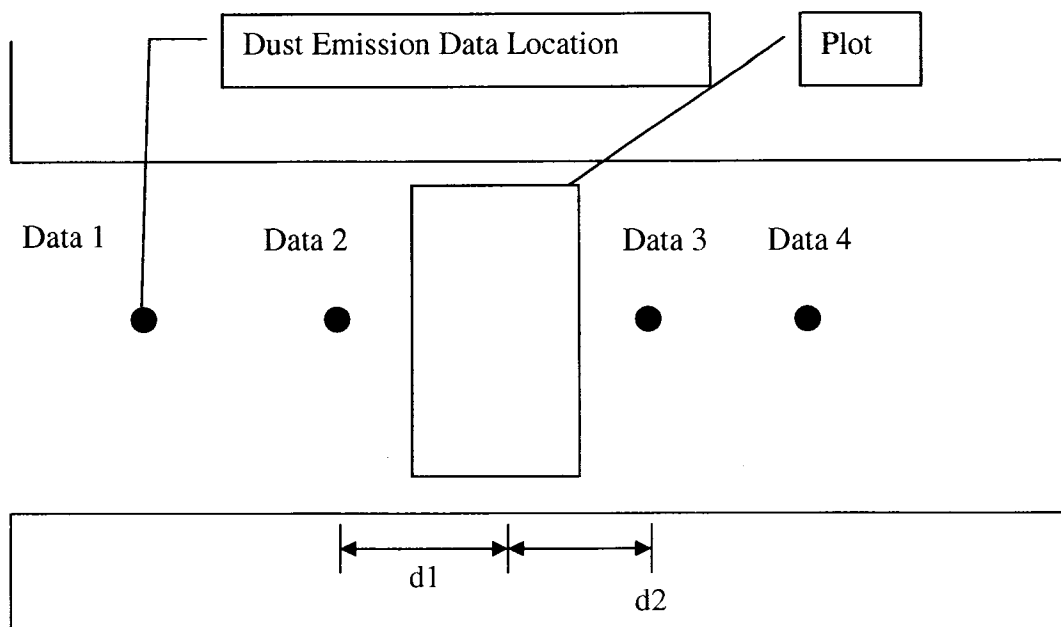 Dust Emission Data Location
Plot
Data 1
Data 2
Data 3
Data 4
d1
d2